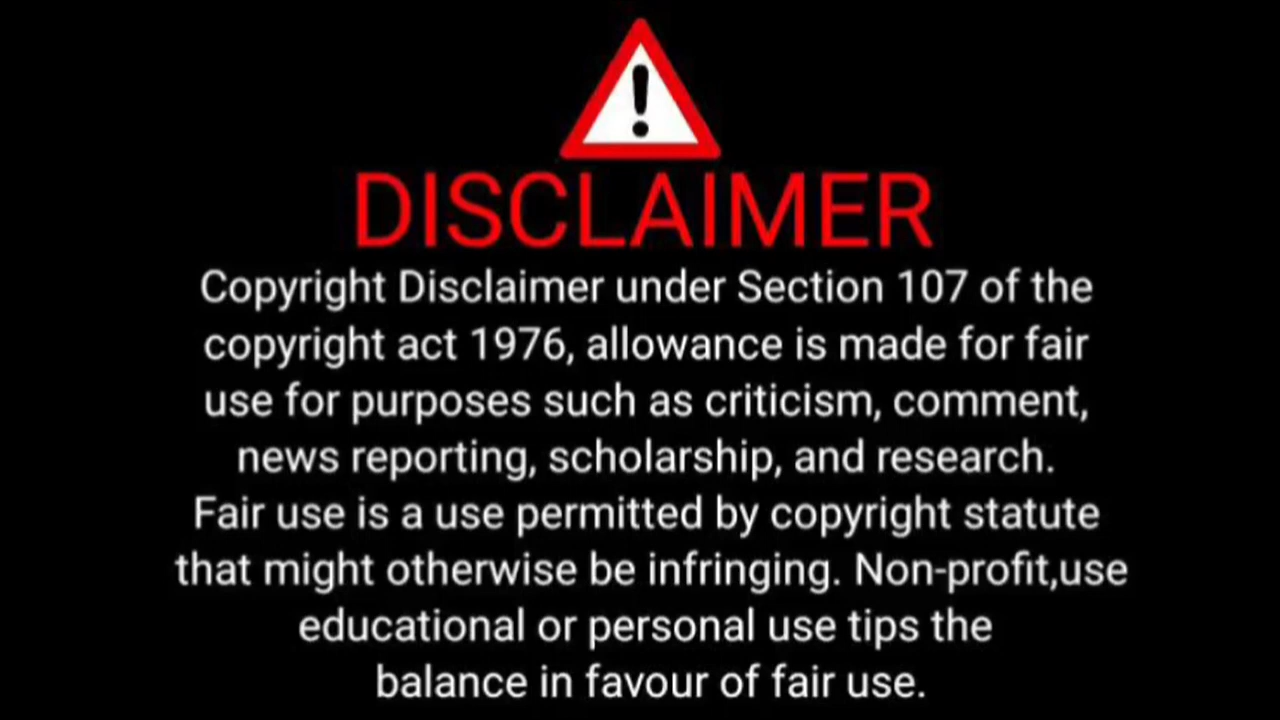 DISCLAIMER
Copyright Disclaimer under Section 107 of the
copyright act 1976, allowance is made for fair
use for purposes such as criticism, comment,
news reporting, scholarship, and research.
Fair use is a use permitted by copyright statute
that might otherwise be infringing. Non-profit,use
educational or personal use tips the
balance in favour of fair use.